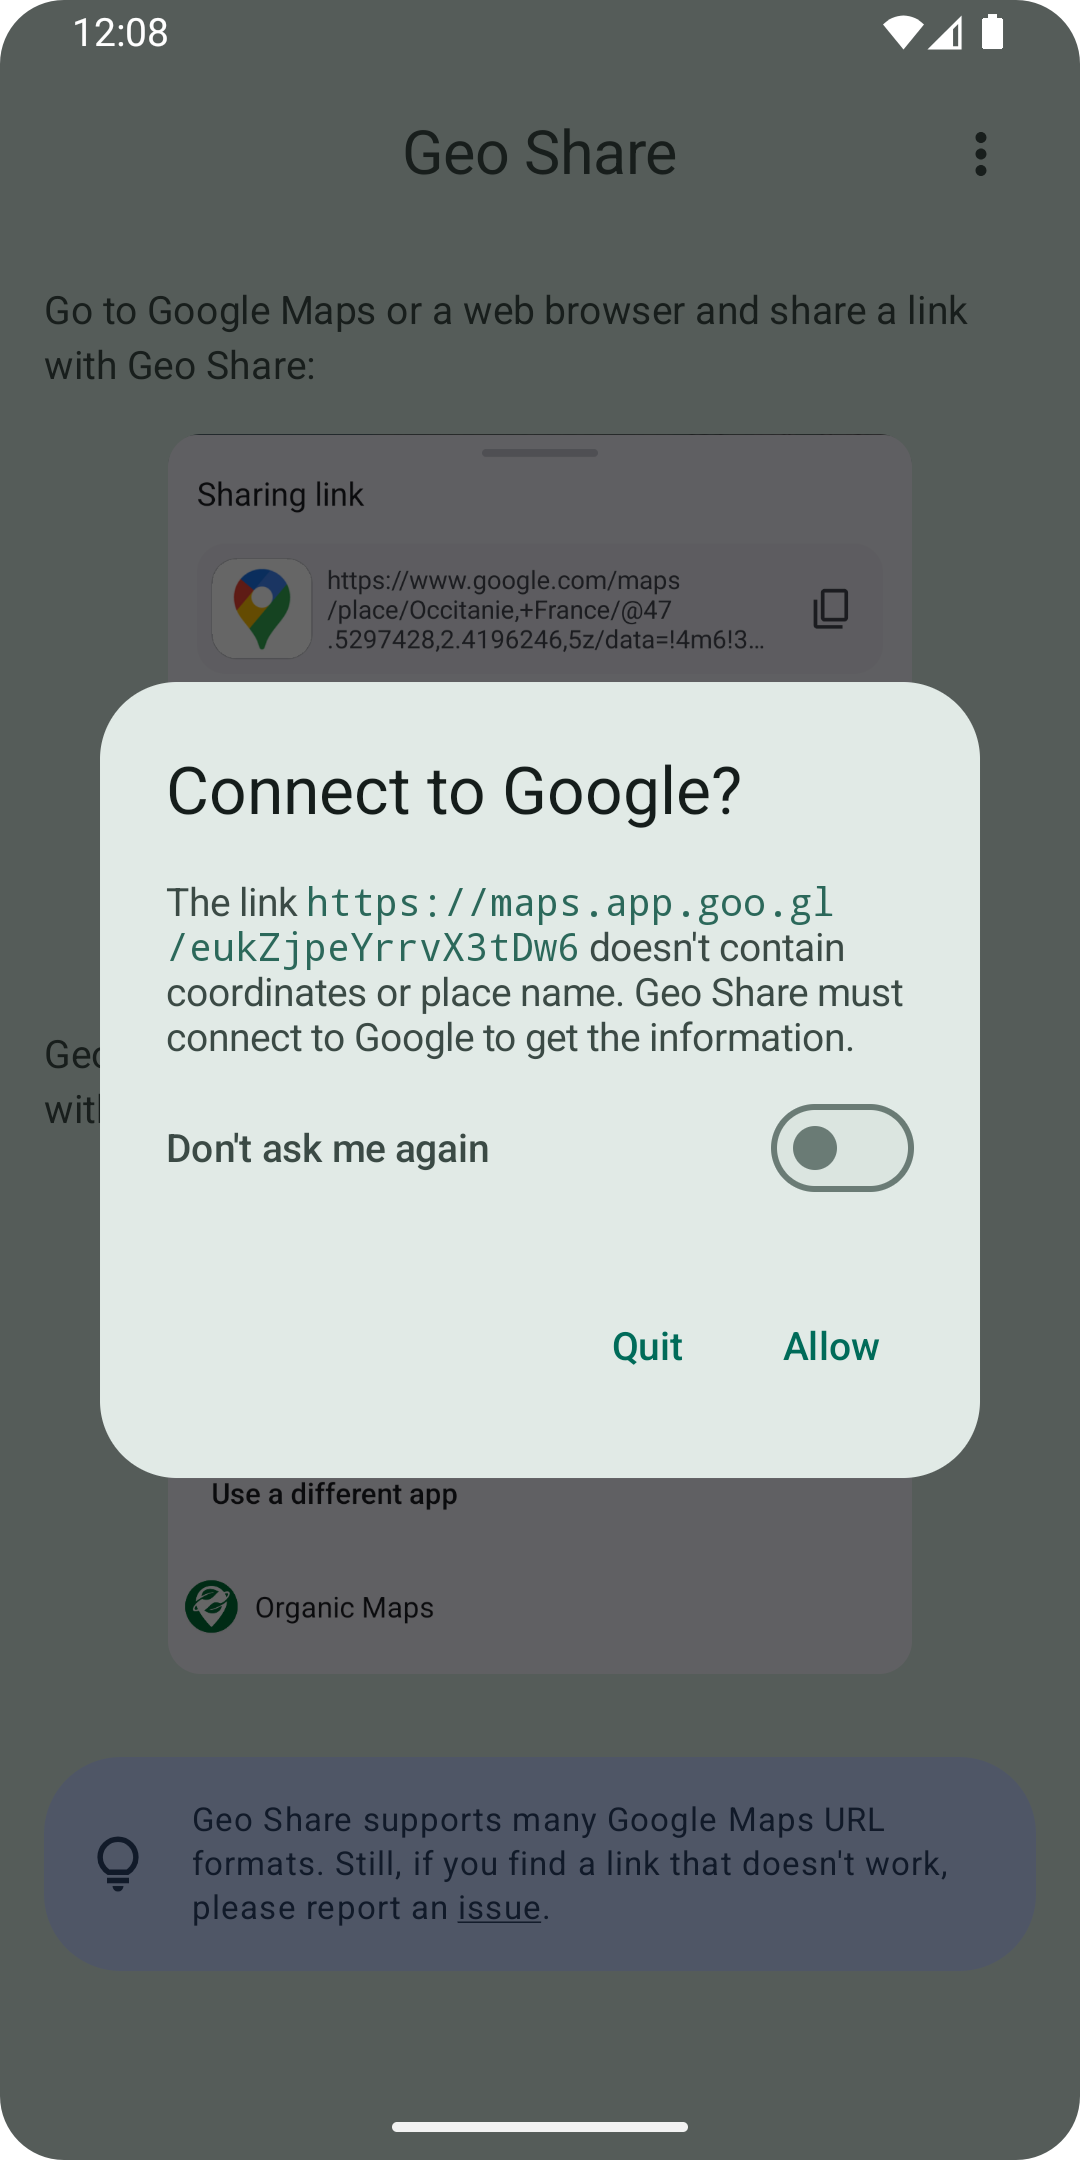 12:08
Geo Share
Go to Google Maps or a web browser and share a link
with Geo Share:
Sharing link
https://www.google.com/maps
/place/Occitanie,+France/@47
.5297428,2.4196246,5z/data=!4m6!3…
Connect to Google?
The link https://maps.app.goo.gl
/eukZjpeYrrvX3tDw6 doesn't contain
coordinates or place name. Geo Share must
connect to Google to get the information.
Don't ask me again
Quit Allow
Use a different app
Organic Maps
Geo Share supports many Google Maps URL
formats. Still, if you find a link that doesn't work,
please report an issue.